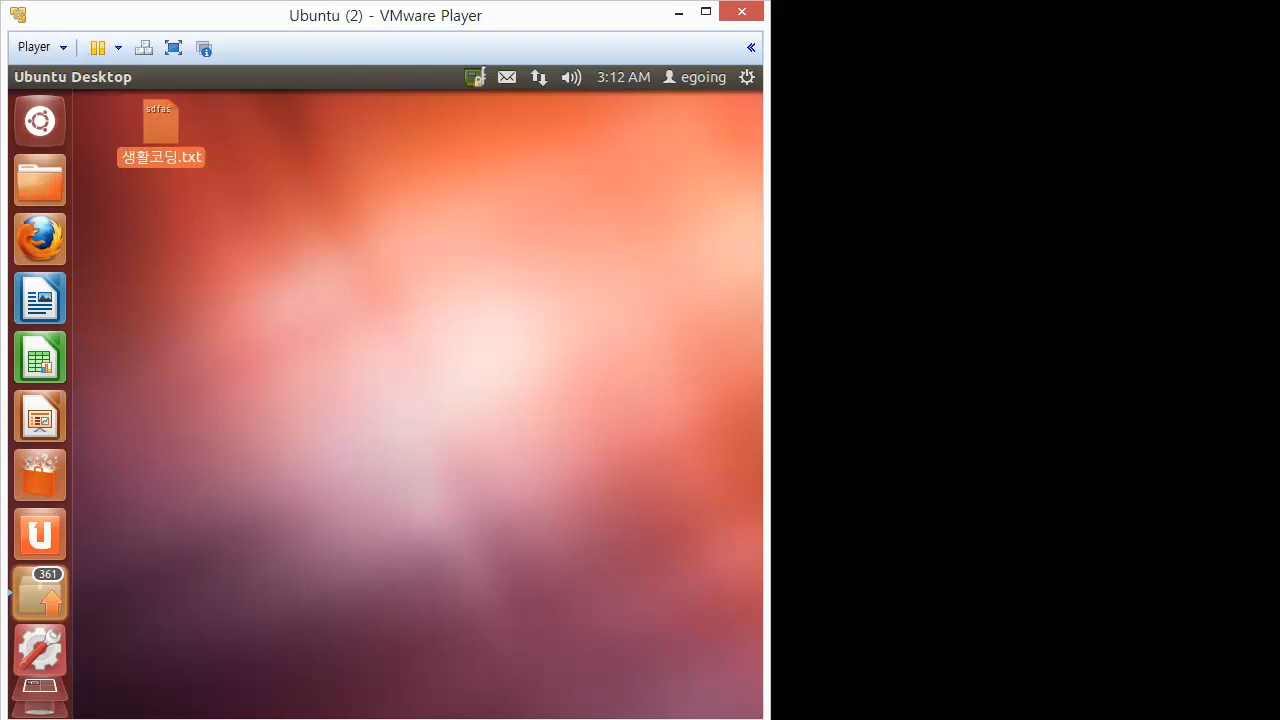 Ubuntu (2) - VMware Player
Player
Ubuntu Desktop
3:12 AM
egoing
sdfas
생활코딩.txt
361